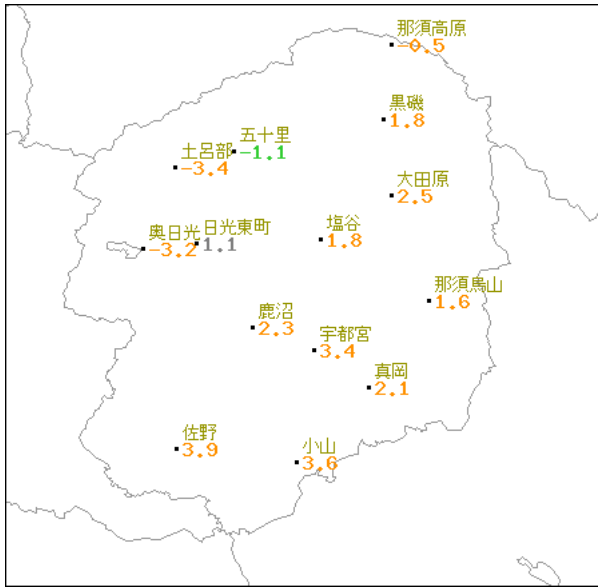 那須高原
-0.5
黒磯
1.8
五十里
-1.1
土呂部
-3.4
大田原
2.5
奥日光
-3.2
日光東町
1.1
塩谷
1.8
那須烏山
1.6
鹿沼
2.3
宇都宮
3.4
真岡
2.1
佐野
3.9
小山
3.6